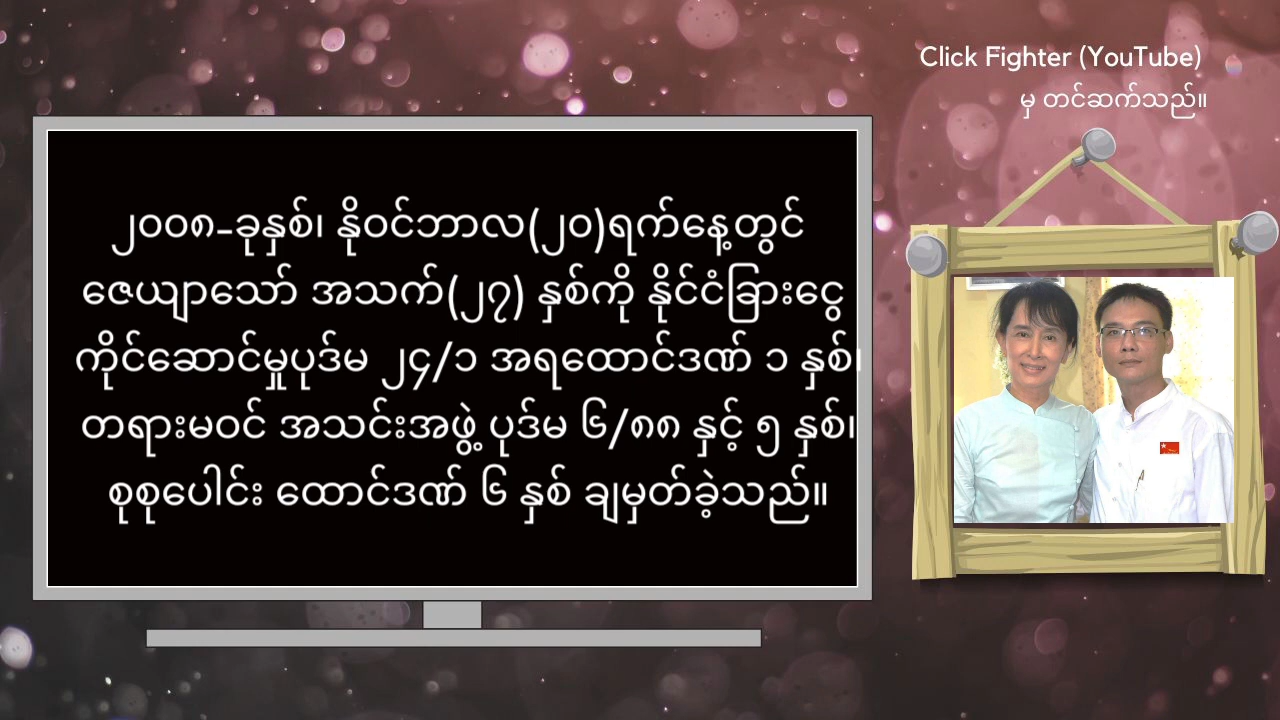 Click Fighter (YouTube)
မှ တင်ဆက်သည်။
၂၀၀၈-ခုနှစ်၊ နိုဝင်ဘာလ(၂၀)ရက်နေ့တွင်
ဇေယျာသော် အသက်(၂၇) နှစ်ကို နိုင်ငံခြားငွေ
ကိုင်ဆောင်မှုပုဒ်မ ၂၄/၁ အရထောင်ဒဏ် ၁ နှစ်၊
တရားမဝင် အသင်းအဖွဲ့ ပုဒ်မ ၆/၈၈ နှင့် ၅ နှစ်၊
စုစုပေါင်း ထောင်ဒဏ် ၆ နှစ် ချမှတ်ခဲ့သည်။